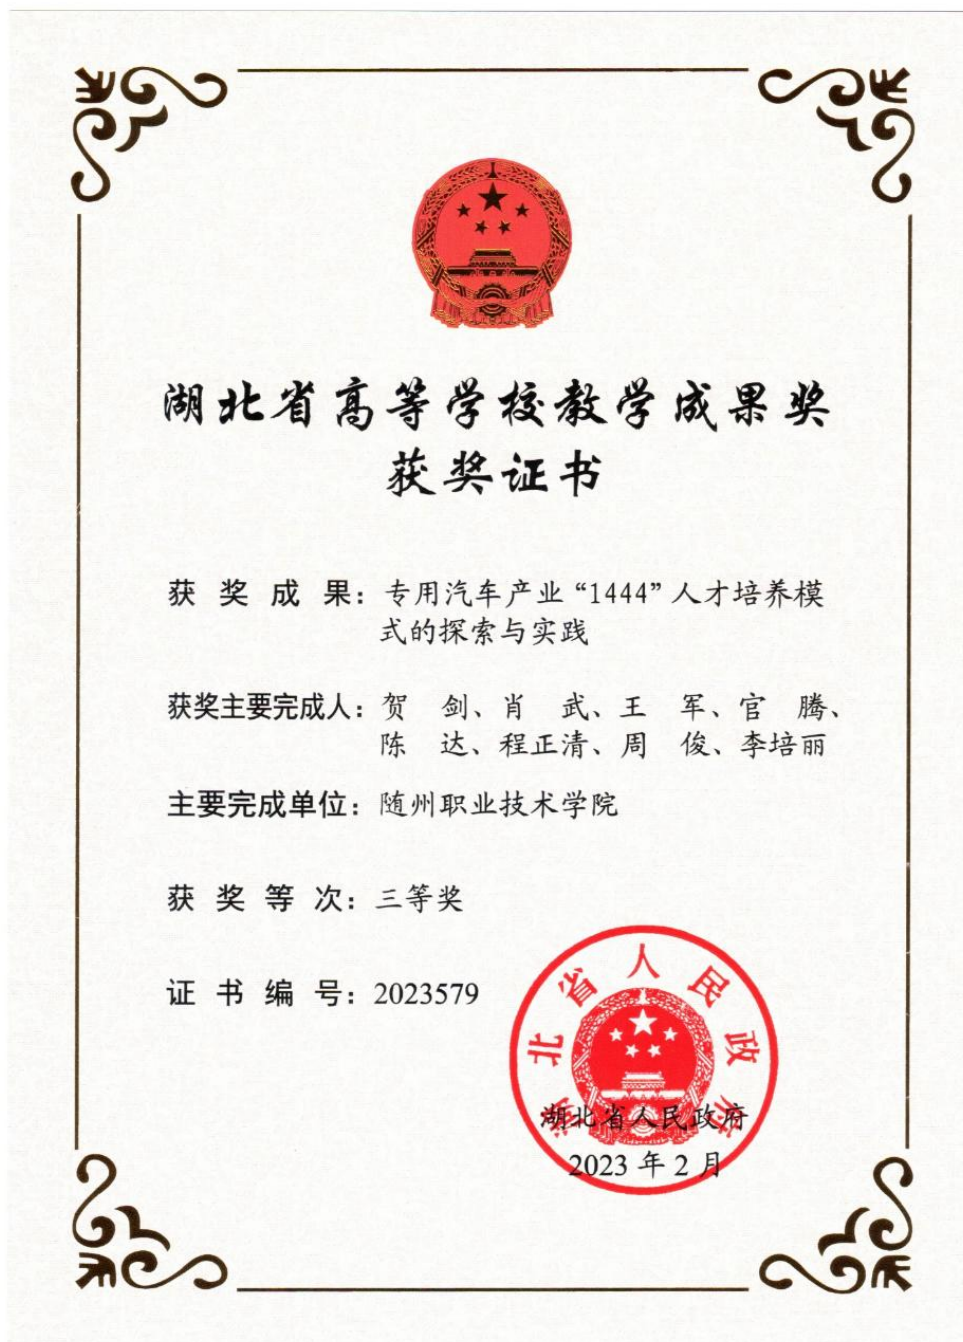 湖北省高等学校教学成果奖
获奖证书
获 奖 成 果：专用汽车产业“1444”人才培养模
式的探索与实践
获奖主要完成人：贺　剑、肖　武、王　军、官　腾、
陈　达、程正清、周　俊、李培丽
主要完成单位：随州职业技术学院
获 奖 等 次：三等奖
证 书 编 号：2023579
湖北省人民政府
湖北省人民政府
2023 年 2 月